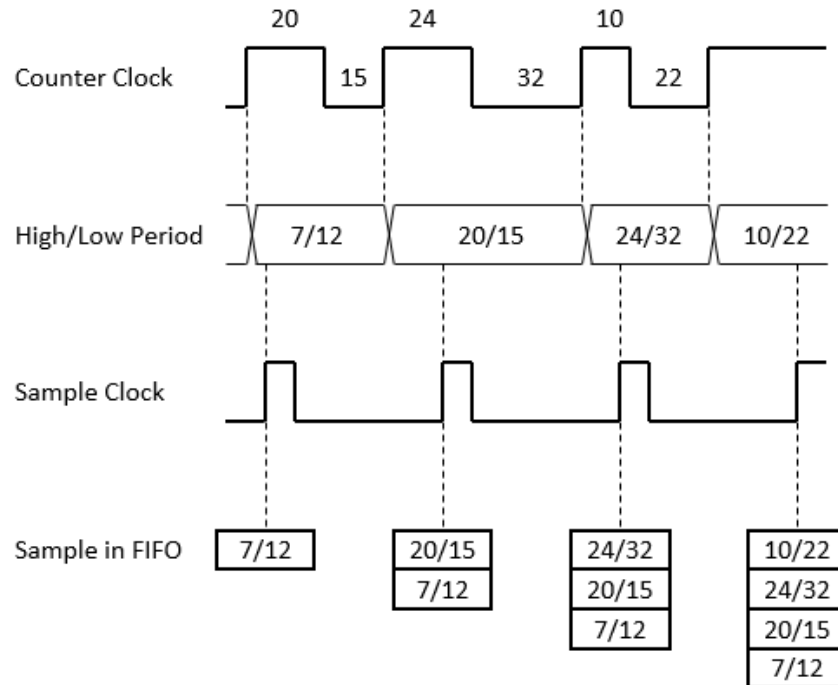 20 24 10
Counter Clock 15 32 22
High/Low Period 7/12 20/15 24/32 10/22
Sample Clock
Sample in FIFO 7/12 20/15 24/32 10/22
7/12 20/15 24/32
7/12 20/15
7/12